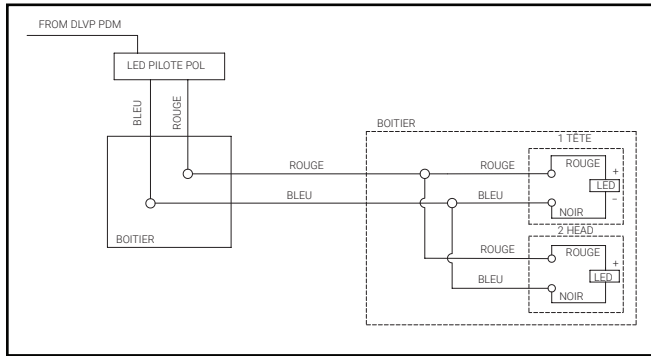 FROM DLVP PDM
LED PILOTE POL
BLEU
ROUGE
BOITIER
ROUGE
BLEU
BOITIER
1 TÊTE
ROUGE
ROUGE
+
LED
–
BLEU
NOIR
2 HEAD
ROUGE
ROUGE
+
LED
BLEU
NOIR